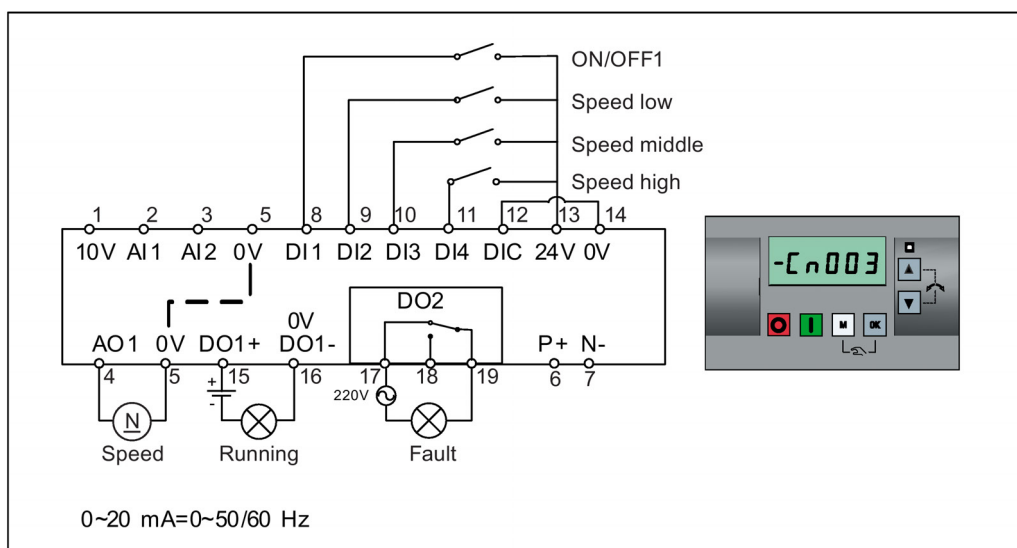 ON/OFF1
Speed low
Speed middle
Speed high
1 2 3 5 8 9 10 11 12 13 14
10V AI1 AI2 0V DI1 DI2 DI3 DI4 DIC 24V 0V
-Cn003
DO2
0V
AO1 0V DO1+ DO1- P+ N-
M OK
4 5 15 16 17 18 19 6 7
+
-
220V
N
Speed Running Fault
0~20 mA=0~50/60 Hz